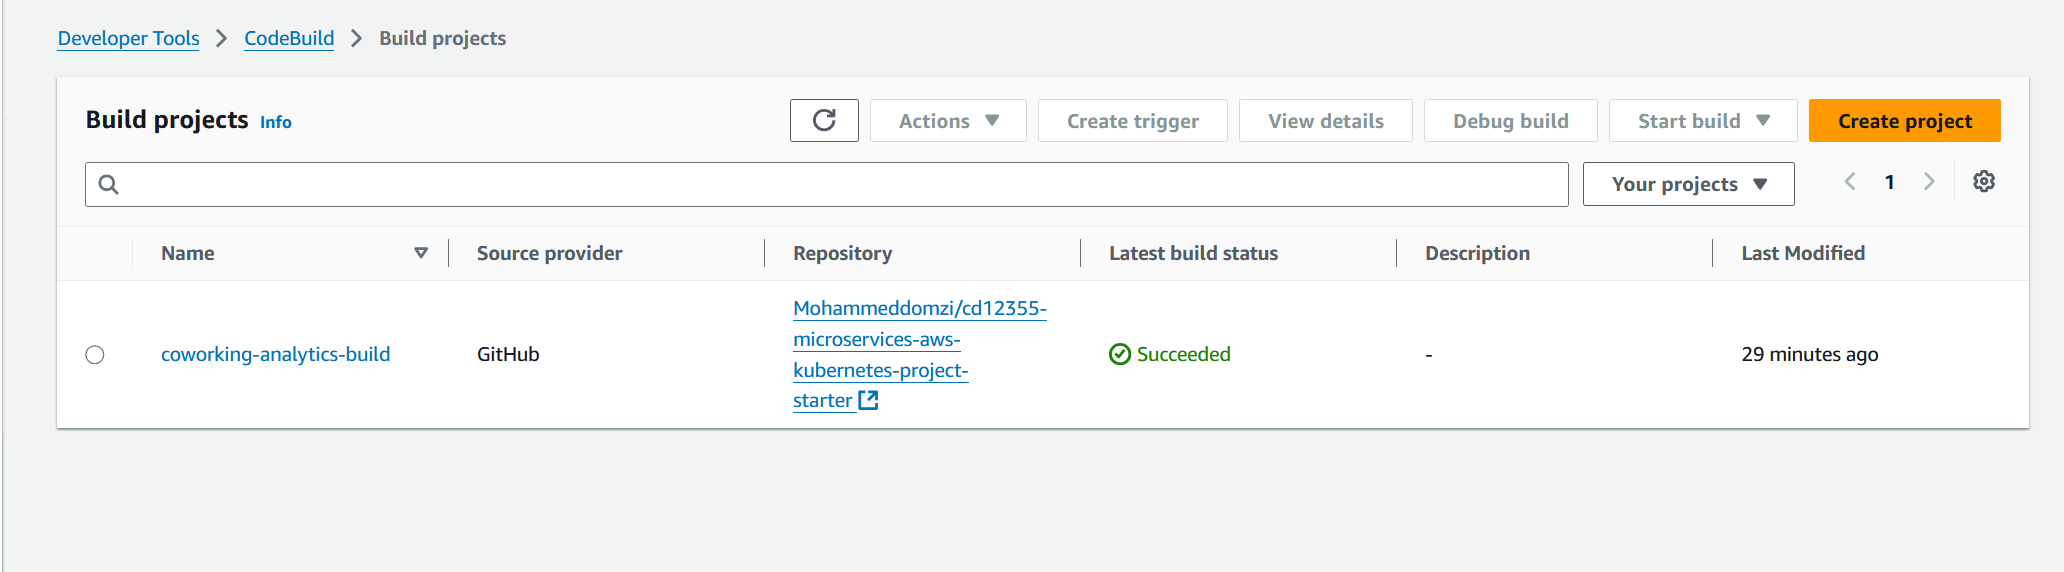 Developer Tools > CodeBuild > Build projects
Build projects Info
Actions
Create trigger
View details
Debug build
Start build
Create project
Your projects
1
Name
Source provider
Repository
Latest build status
Description
Last Modified
coworking-analytics-build
GitHub
Mohammeddomzi/cd12355-
microservices-aws-
kubernetes-project-
starter
Succeeded
-
29 minutes ago